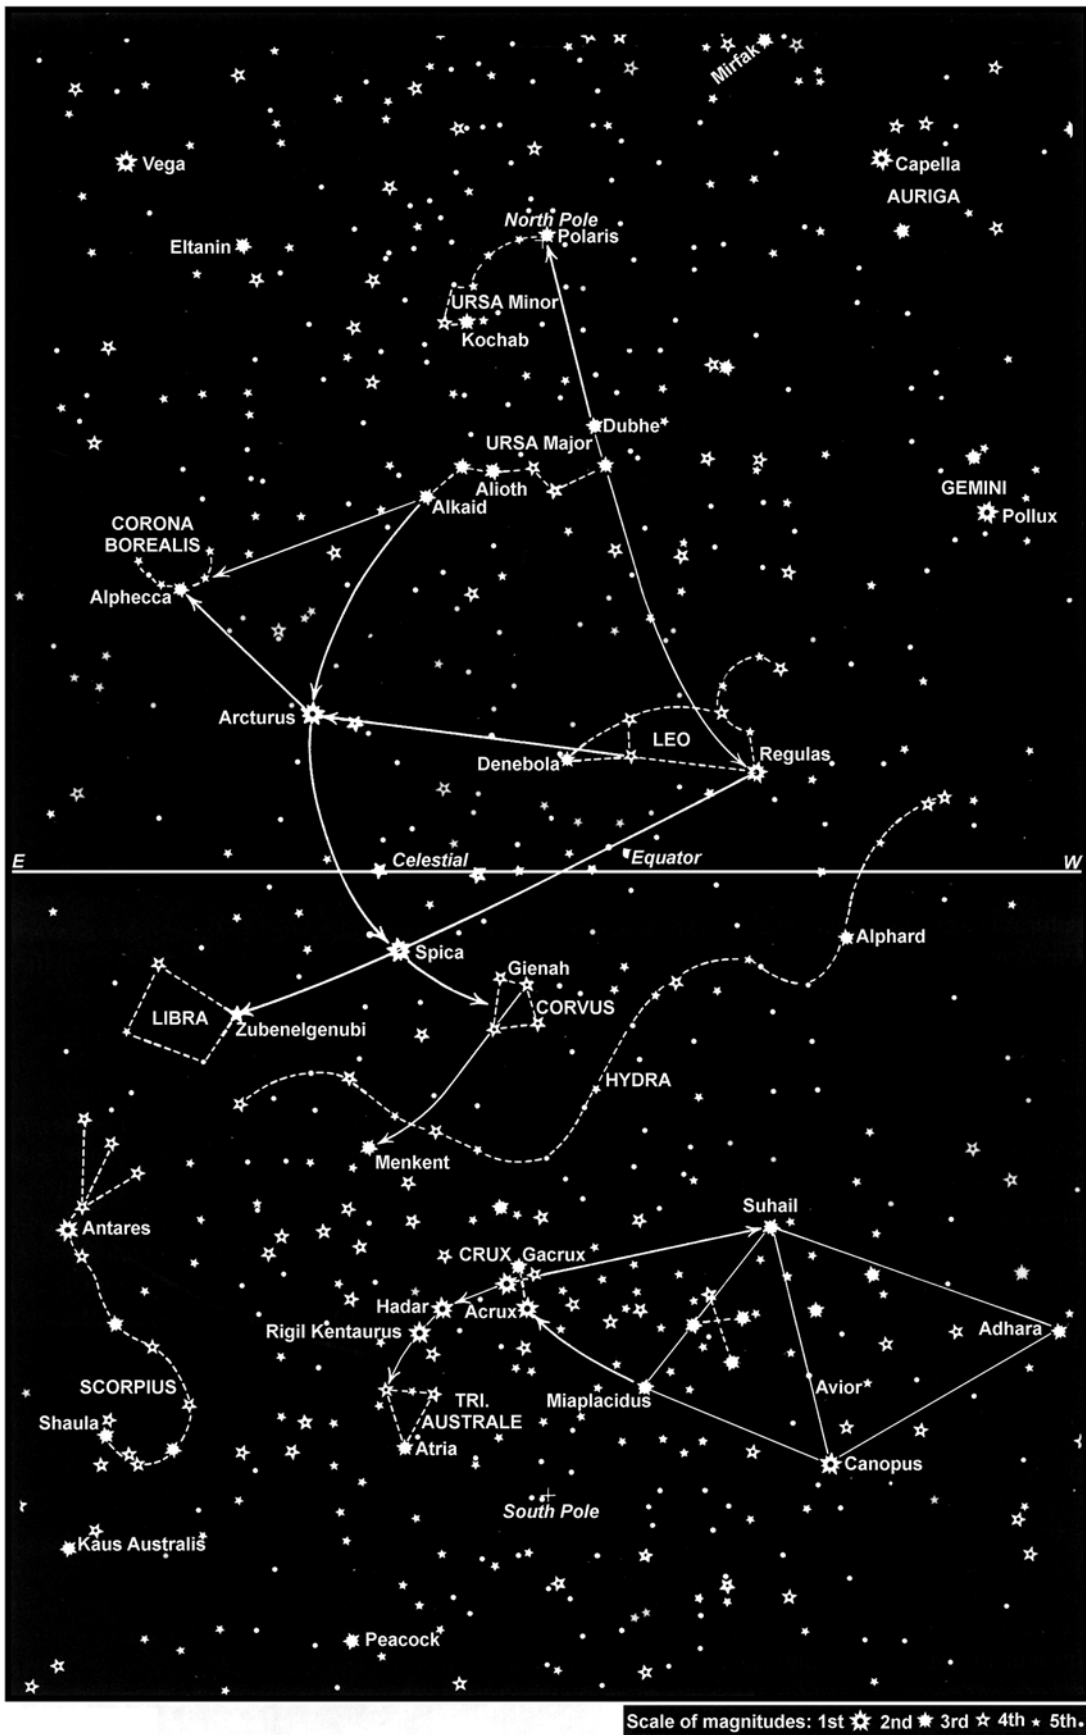 Mirfak
Vega
Capella
AURIGA
North Pole
Polaris
Eltanin
URSA Minor
Kochab
Dubhe
URSA Major
Alioth
GEMINI
Alkaid
Pollux
CORONA
BOREALIS
Alphecca
Arcturus
LEO
Denebola
Regulas
E
Celestial
Equator
W
Spica
Alphard
Gienah
CORVUS
LIBRA
Zubenelgenubi
HYDRA
Menkent
Suhail
Antares
CRUX
Gacrux
Hadar
Acrux
Rigil Kentaurus
Adhara
SCORPIUS
TRI.
AUSTRALE
Miaplacidus
Avior
Shaula
Atria
Canopus
South Pole
Kaus Australis
Peacock
Scale of magnitudes: 1st 2nd 3rd 4th 5th